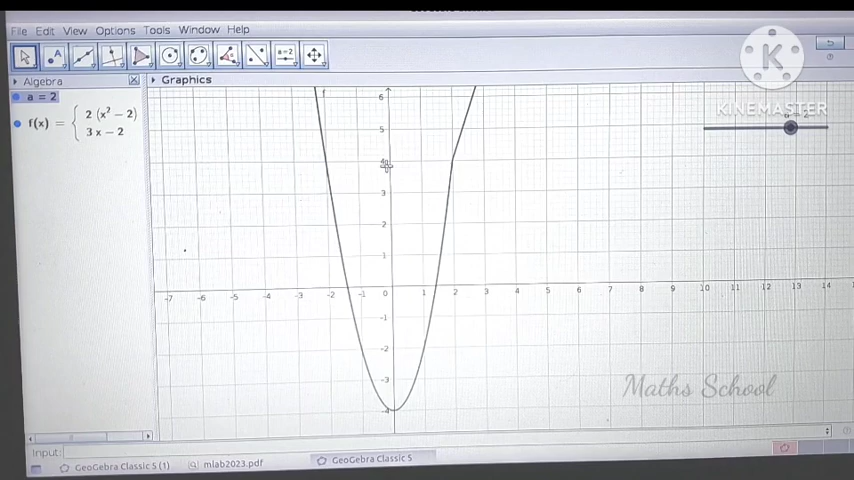 File Edit View Options Tools Window Help
A
a=2
K
KINEMASTER
Algebra
Graphics
a = 2
f(x) = { 2 (x² − 2)
3 x − 2
f
6
5
4
3
2
1
-7 -6 -5 -4 -3 -2 -1 0 1 2 3 4 5 6 7 8 9 10 11 12 13 14
-1
-2
-3
-4
Maths School
Input:
GeoGebra Classic 5 (1)
mlab2023.pdf
GeoGebra Classic 5